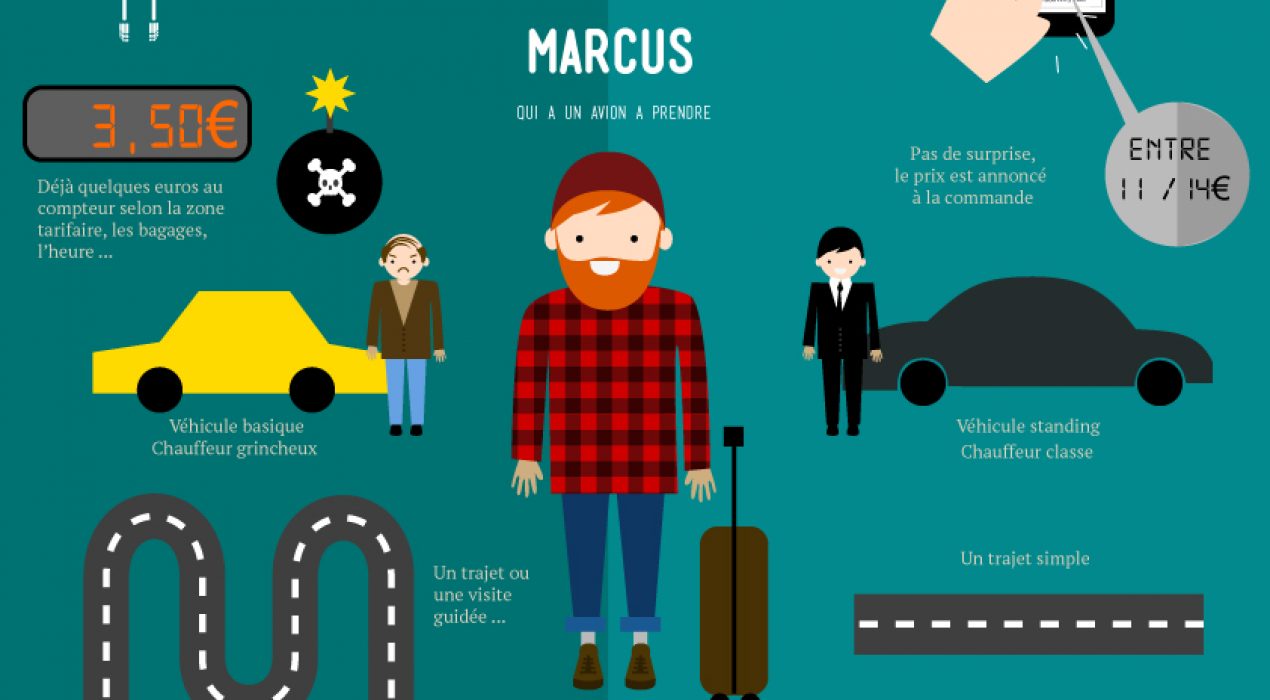 MARCUS
QUI A UN AVION A PRENDRE
3,50€
Déjà quelques euros au
compteur selon la zone
tarifaire, les bagages,
l'heure ...
Véhicule basique
Chauffeur grincheux
Un trajet ou
une visite
guidée ...
Pas de surprise,
le prix est annoncé
à la commande
ENTRE
11 / 14€
Véhicule standing
Chauffeur classe
Un trajet simple